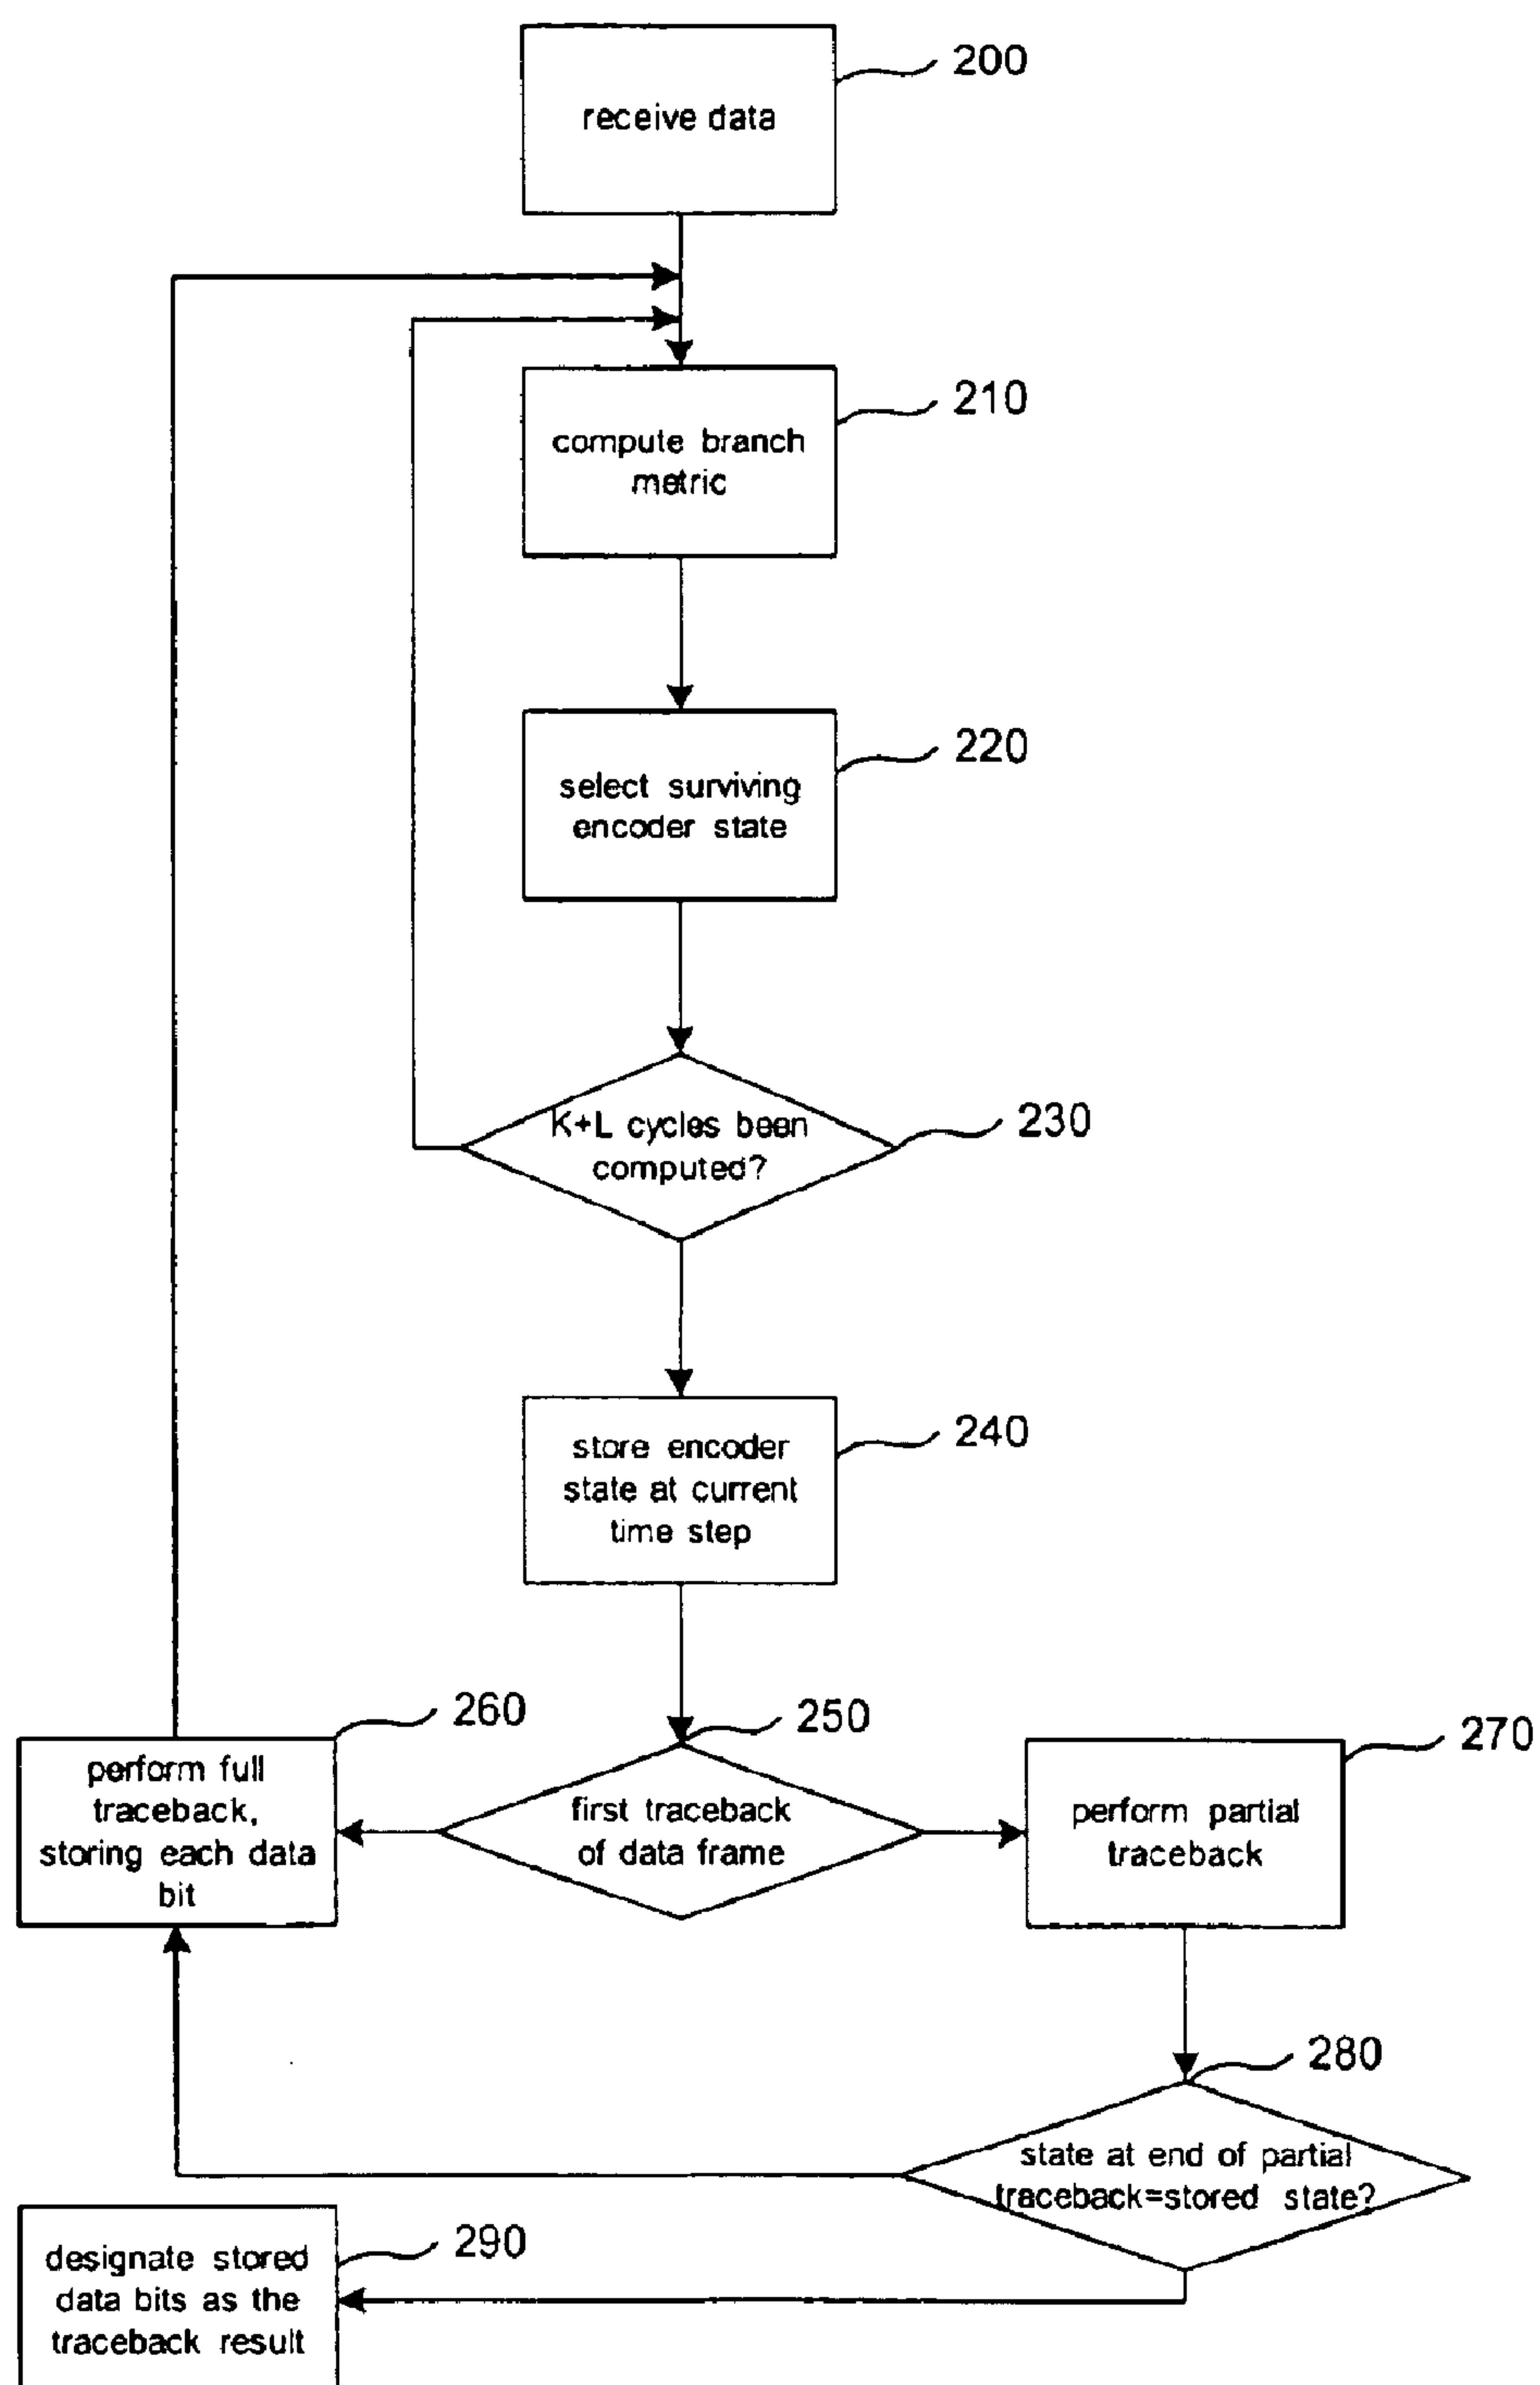 200
receive data
210
compute branch
metric
220
select surviving
encoder state
230
K+L cycles been
computed?
240
store encoder
state at current
time step
250
first traceback
of data frame
260
perform full
traceback,
storing each data
bit
270
perform partial
traceback
280
state at end of partial
traceback=stored state?
290
designate stored
data bits as the
traceback result